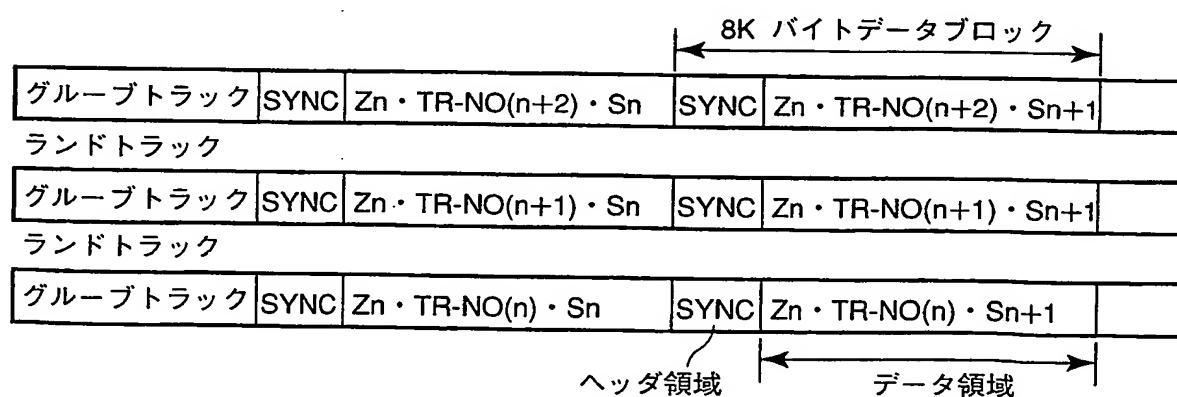 8K バイトデータブロック
グルーブトラック SYNC Zn・TR-NO(n+2)・Sn SYNC Zn・TR-NO(n+2)・Sn+1
ランドトラック
グルーブトラック SYNC Zn・TR-NO(n+1)・Sn SYNC Zn・TR-NO(n+1)・Sn+1
ランドトラック
グルーブトラック SYNC Zn・TR-NO(n)・Sn SYNC Zn・TR-NO(n)・Sn+1
ヘッダ領域 データ領域